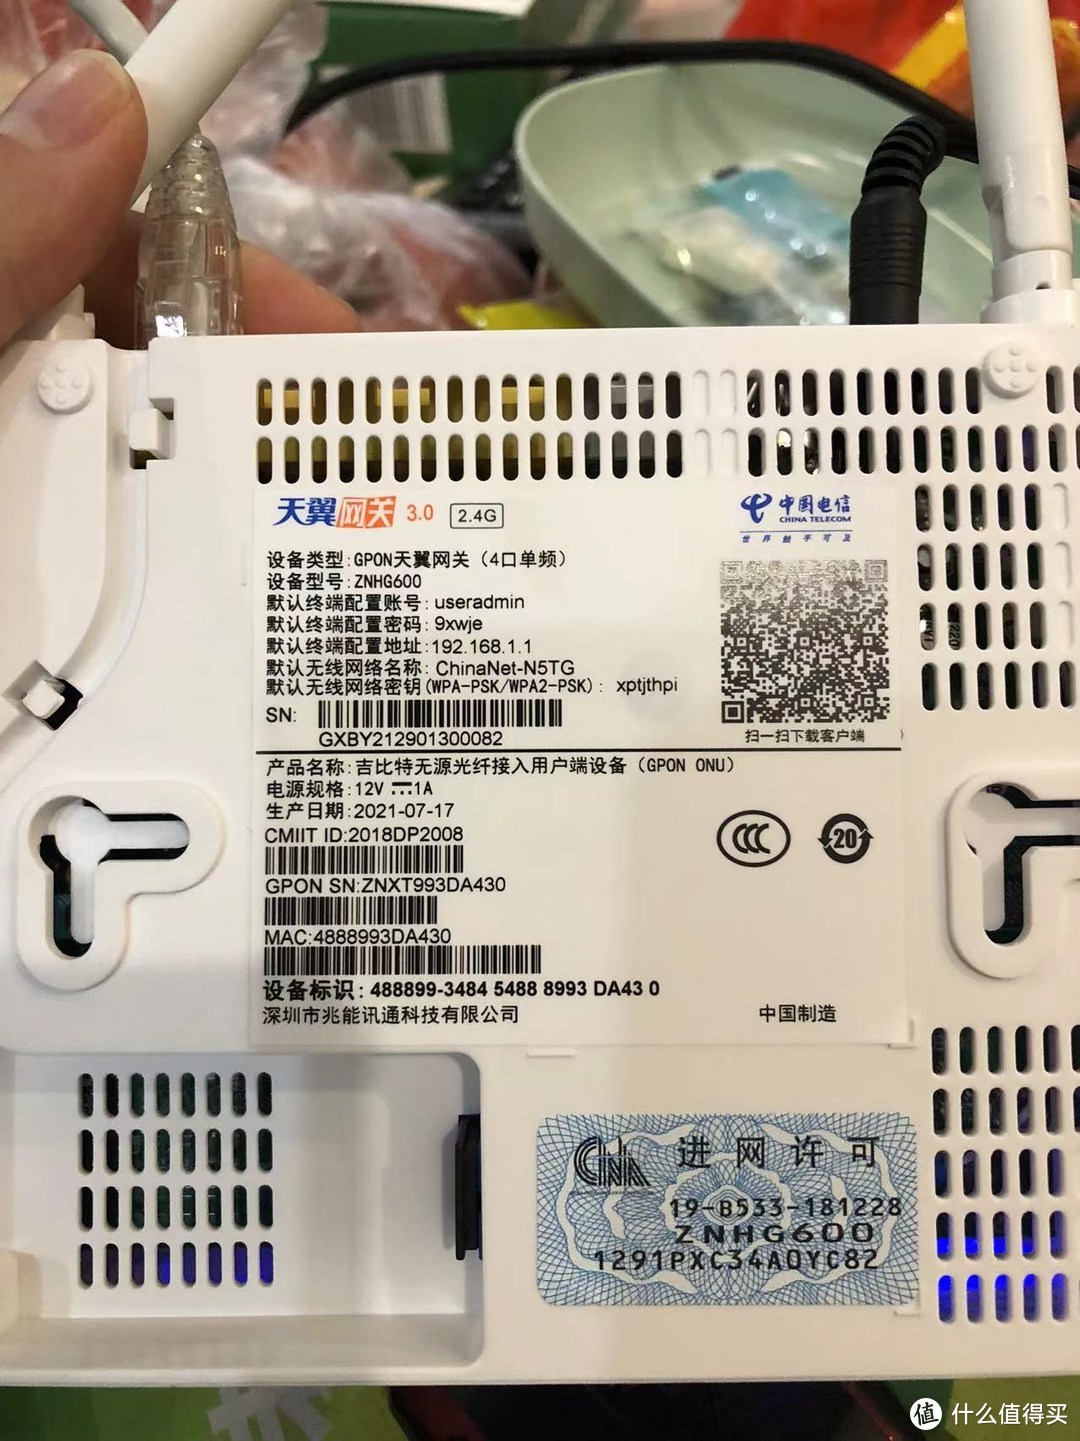 天翼网关 3.0 2.4G
中国电信
CHINA TELECOM
世界触手可及
设备类型:GPON天翼网关（4口单频）
设备型号:ZNHG600
默认终端配置账号:useradmin
默认终端配置密码:9xwje
默认终端配置地址:192.168.1.1
默认无线网络名称:ChinaNet-N5TG
默认无线网络密钥(WPA-PSK/WPA2-PSK): xptjthpi
SN:
GXBY212901300082
扫一扫下载客户端
产品名称:吉比特无源光纤接入用户端设备（GPON ONU）
电源规格:12V⎓1A
生产日期:2021-07-17
CMIIT ID:2018DP2008
GPON SN:ZNXT993DA430
MAC:4888993DA430
设备标识: 488899-3484 5488 8993 DA43 0
深圳市兆能讯通科技有限公司
中国制造
CCC
20
CNA 进网许可
19-B533-181228
ZNHG600
1291PXC34A0YC82
值 什么值得买